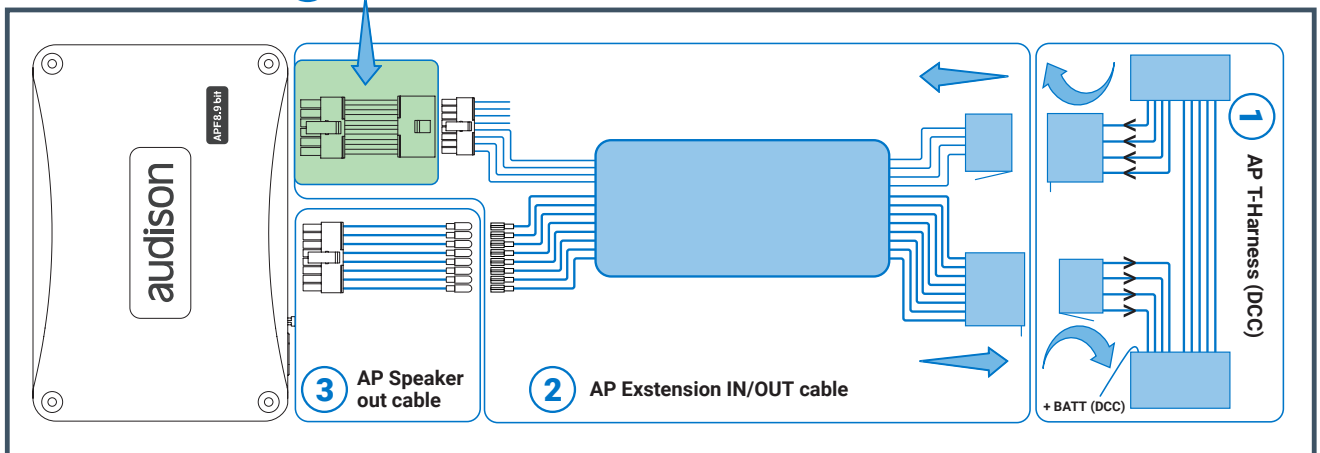 APF8.9 bit
audison
3
AP Speaker
out cable
2
AP Exstension IN/OUT cable
1
AP T-Harness (DCC)
+ BATT (DCC)